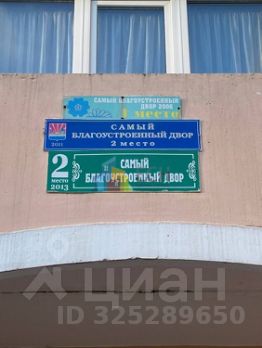 САМЫЙ БЛАГОУСТРОЕННЫЙ
ДВОР 2006
МЕСТО
САМЫЙ
БЛАГОУСТРОЕННЫЙ ДВОР
2 МЕСТО
2011
2
МЕСТО
2013
САМЫЙ
БЛАГОУСТРОЕННЫЙ ДВОР
циан
ID 325289650